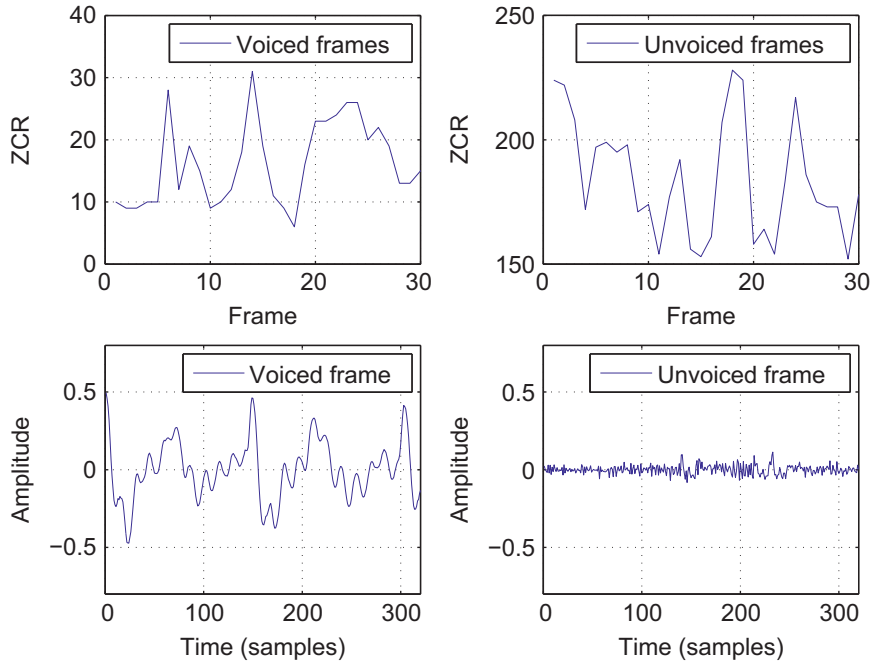 40
30
20
10
0
ZCR
Voiced frames
0 10 20 30
Frame
250
200
150
ZCR
Unvoiced frames
0 10 20 30
Frame
0.5
0
−0.5
Amplitude
Voiced frame
0 100 200 300
Time (samples)
0.5
0
−0.5
Amplitude
Unvoiced frame
0 100 200 300
Time (samples)